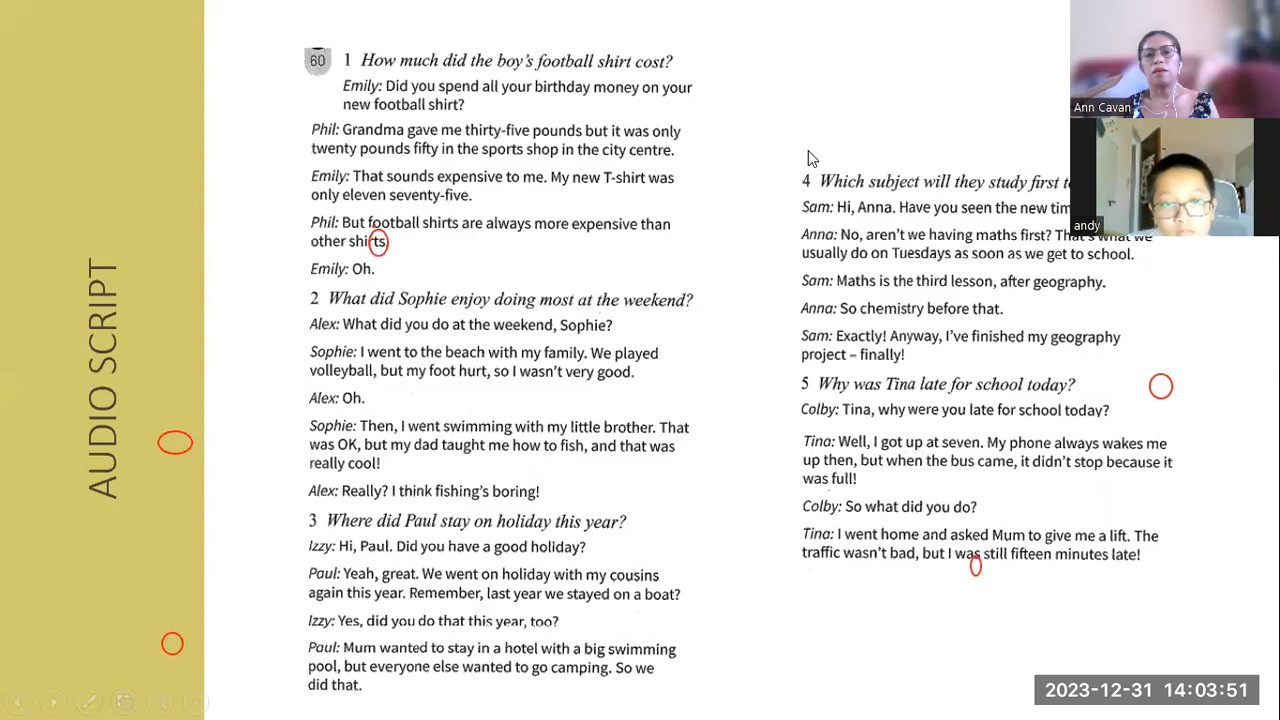 AUDIO SCRIPT
60
1 How much did the boy's football shirt cost?
Emily: Did you spend all your birthday money on your
new football shirt?
Phil: Grandma gave me thirty-five pounds but it was only
twenty pounds fifty in the sports shop in the city centre.
Emily: That sounds expensive to me. My new T-shirt was
only eleven seventy-five.
Phil: But football shirts are always more expensive than
other shirts.
Emily: Oh.
2 What did Sophie enjoy doing most at the weekend?
Alex: What did you do at the weekend, Sophie?
Sophie: I went to the beach with my family. We played
volleyball, but my foot hurt, so I wasn't very good.
Alex: Oh.
Sophie: Then, I went swimming with my little brother. That
was OK, but my dad taught me how to fish, and that was
really cool!
Alex: Really? I think fishing's boring!
3 Where did Paul stay on holiday this year?
Izzy: Hi, Paul. Did you have a good holiday?
Paul: Yeah, great. We went on holiday with my cousins
again this year. Remember, last year we stayed on a boat?
Izzy: Yes, did you do that this year, too?
Paul: Mum wanted to stay in a hotel with a big swimming
pool, but everyone else wanted to go camping. So we
did that.
4 Which subject will they study first
Sam: Hi, Anna. Have you seen the new
Anna: No, aren't we having maths first? That's what we
usually do on Tuesdays as soon as we get to school.
Sam: Maths is the third lesson, after geography.
Anna: So chemistry before that.
Sam: Exactly! Anyway, I've finished my geography
project – finally!
5 Why was Tina late for school today?
Colby: Tina, why were you late for school today?
Tina: Well, I got up at seven. My phone always wakes me
up then, but when the bus came, it didn't stop because it
was full!
Colby: So what did you do?
Tina: I went home and asked Mum to give me a lift. The
traffic wasn't bad, but I was still fifteen minutes late!
Ann Cavan
andy
2023-12-31 14:03:51